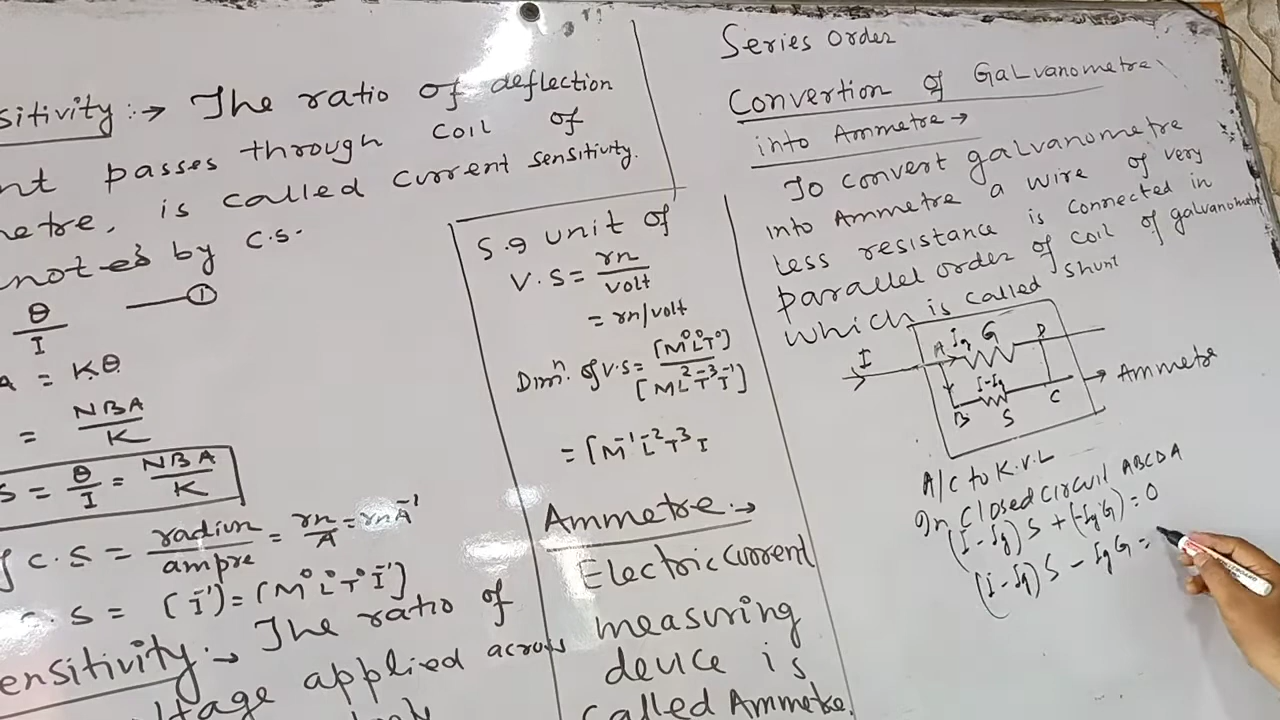 sitivity :→ The ratio of deflection
nt passes through coil of
metre. is called current sensitivity.
notes by C.S.
θ/I ——— ①
A = Kθ
= NBA/K
S = θ/I = NBA/K
f C.S = radiun/ampre = rn/A = rnA⁻¹
C.S = [I⁻¹] = [M⁰L⁰T⁰I⁻¹]
ensitivity :→ The ratio of
ltage applied across
S.g unit of
V.S = rn/volt
= rn/volt
Dimⁿ. of V.S = [M⁰L⁰T⁰]/[ML²T⁻³I⁻¹]
= [M⁻¹L⁻²T³I
Ammetre :→
Electric current
measuring
device is
called Ammetre.
Series Order
Convertion of Galvanometre
into Ammetre →
To convert galvanometre
into Ammetre a wire of very
less resistance is connected in
parallel order of coil of galvanometre
which is called shunt
I A Ig G D
I-Ig
B S C → Ammetre
A/c to K.V.L
In closed circuit ABCDA
(I-Ig)S + (-IgG) = 0
(I-Ig)S - IgG =